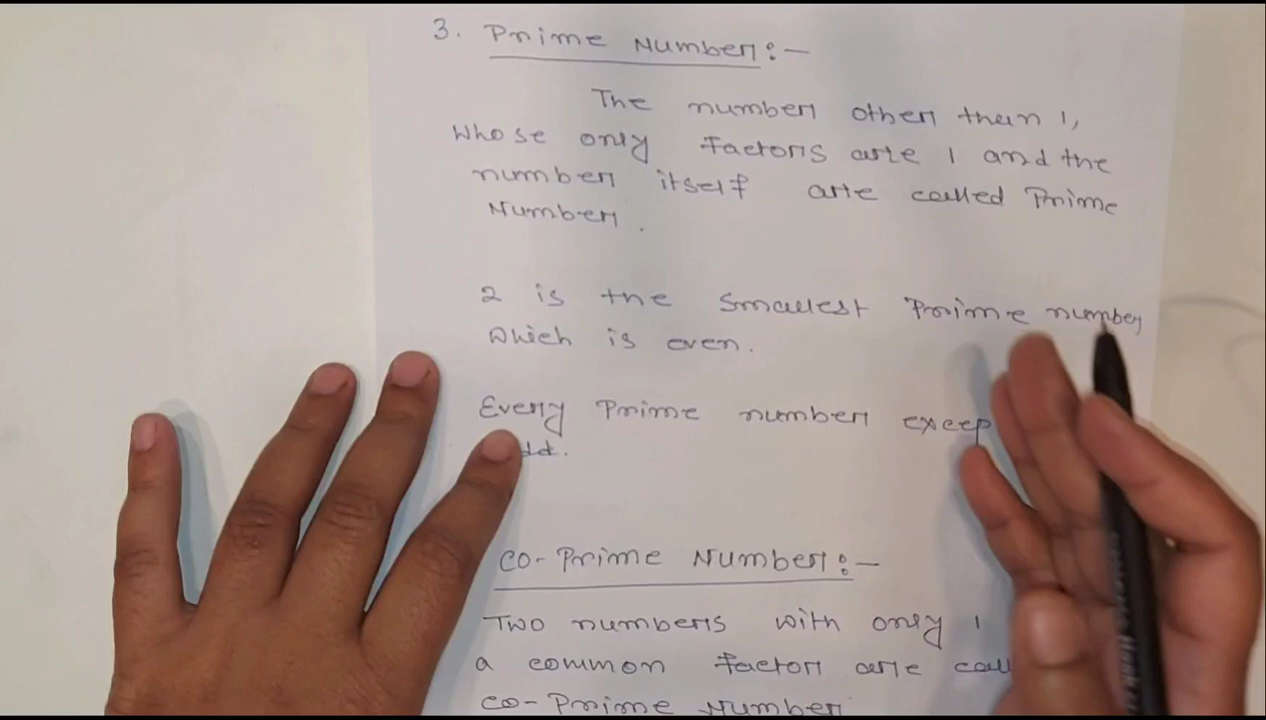 3. Prime Number:-
The number other than 1,
Whose only factors are 1 and the
number itself are called Prime
Number.
2 is the smallest Prime number
which is even.
Every Prime number
Co-Prime Number:-
Two numbers with only 1
a common factor are
Co-Prime Number